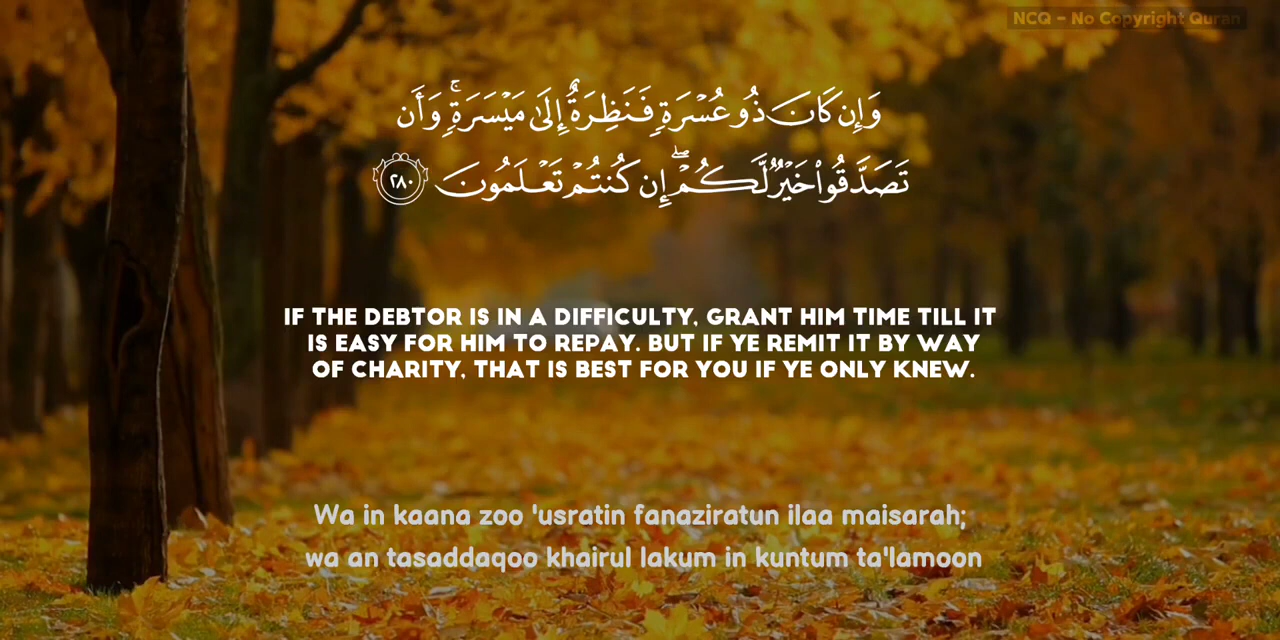 NCQ - No Copyright Quran
وَإِن كَانَ ذُو عُسْرَةٍ فَنَظِرَةٌ إِلَىٰ مَيْسَرَةٍ ۚ وَأَن
تَصَدَّقُوا۟ خَيْرٌ لَّكُمْ ۖ إِن كُنتُمْ تَعْلَمُونَ ٢٨٠
IF THE DEBTOR IS IN A DIFFICULTY, GRANT HIM TIME TILL IT
IS EASY FOR HIM TO REPAY. BUT IF YE REMIT IT BY WAY
OF CHARITY, THAT IS BEST FOR YOU IF YE ONLY KNEW.
Wa in kaana zoo 'usratin fanaziratun ilaa maisarah;
wa an tasaddaqoo khairul lakum in kuntum ta'lamoon